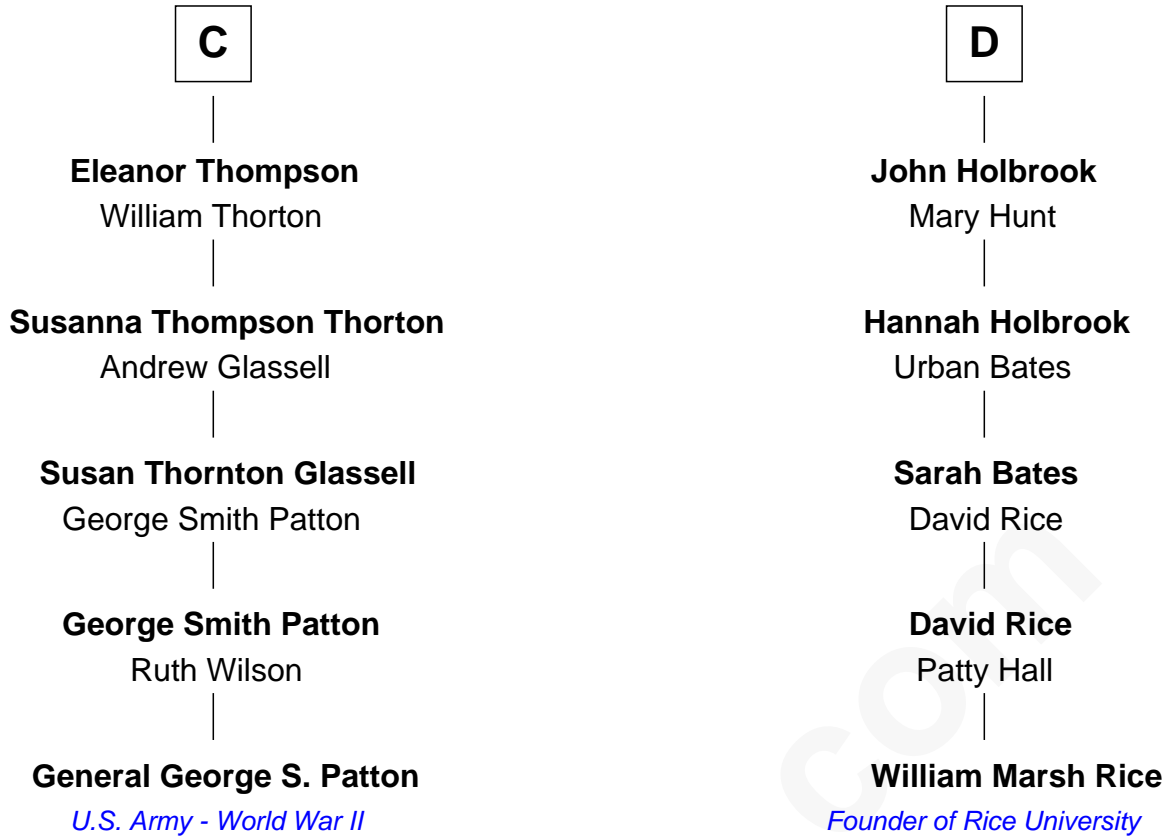 C
Eleanor Thompson
William Thorton
Susanna Thompson Thorton
Andrew Glassell
Susan Thornton Glassell
George Smith Patton
George Smith Patton
Ruth Wilson
General George S. Patton
U.S. Army - World War II
D
John Holbrook
Mary Hunt
Hannah Holbrook
Urban Bates
Sarah Bates
David Rice
David Rice
Patty Hall
William Marsh Rice
Founder of Rice University
com